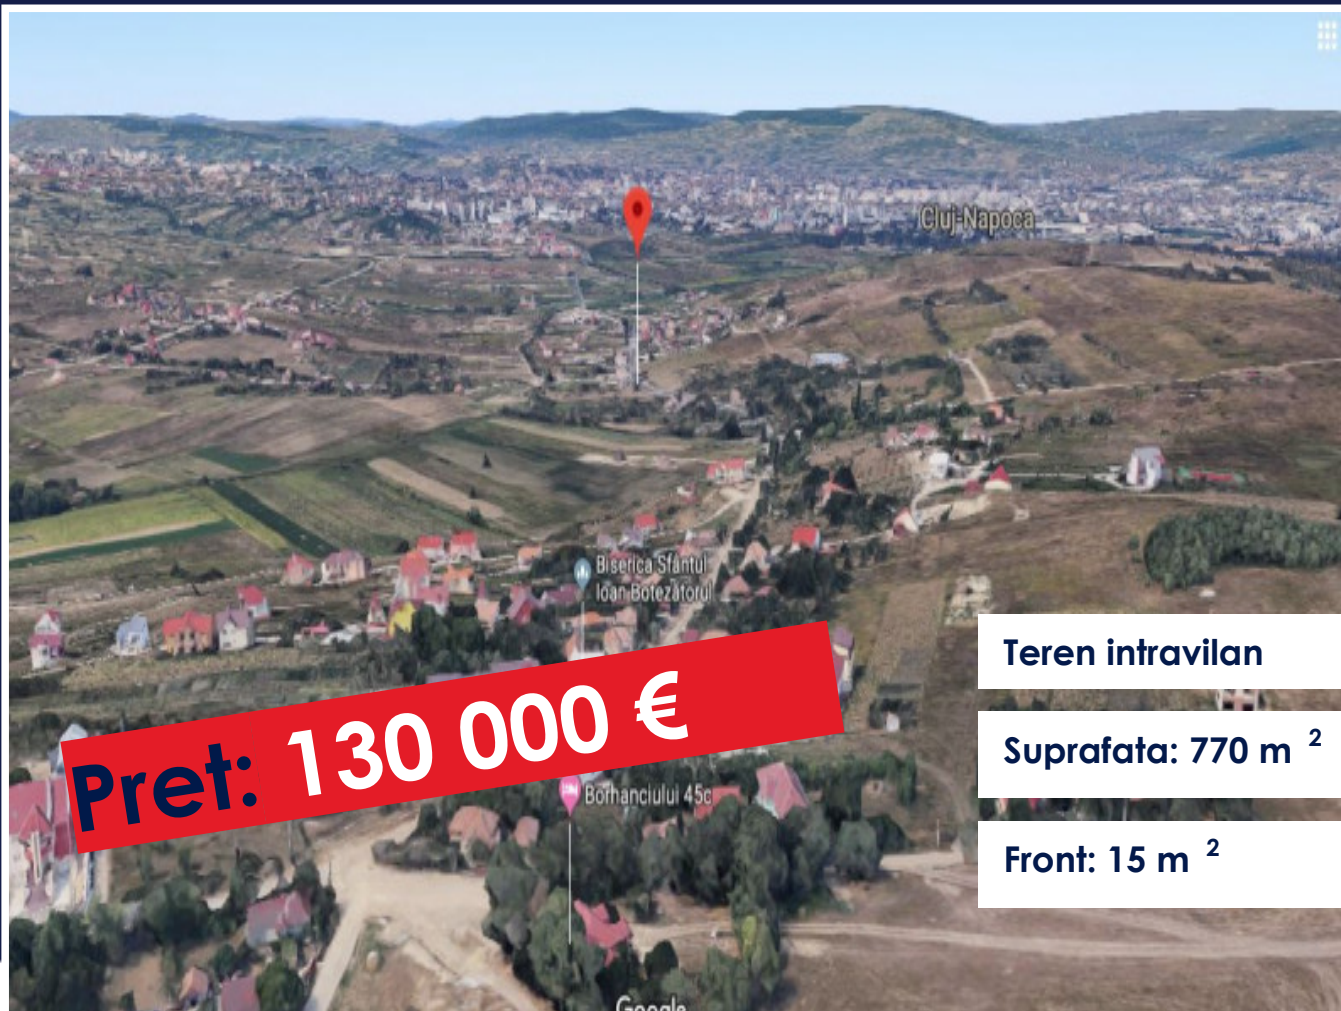 Cluj-Napoca
Biserica Sfântul
Ioan Botezătorul
Teren intravilan
Suprafata: 770 m 2
Pret: 130 000 €
Borhanciului 45c
Front: 15 m 2
Google